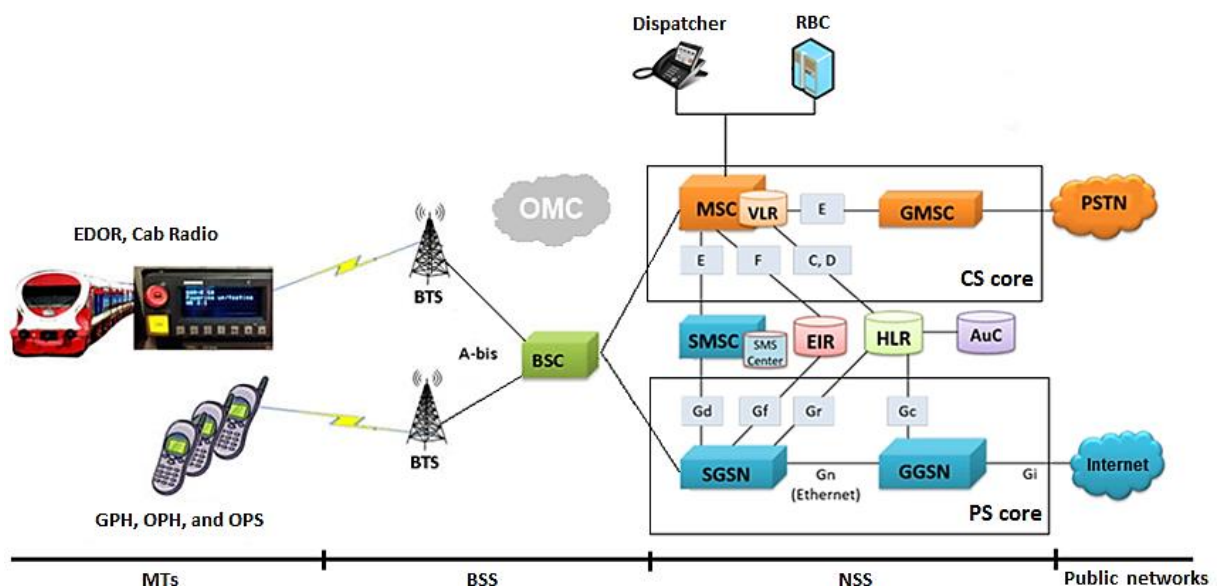 Dispatcher
RBC
OMC
MSC
VLR
E
GMSC
PSTN
EDOR, Cab Radio
E
F
C, D
CS core
BTS
A-bis
BSC
SMSC
SMS
Center
EIR
HLR
AuC
Gd
Gf
Gr
Gc
BTS
SGSN
Gn
(Ethernet)
GGSN
Gi
Internet
GPH, OPH, and OPS
PS core
MTs
BSS
NSS
Public networks